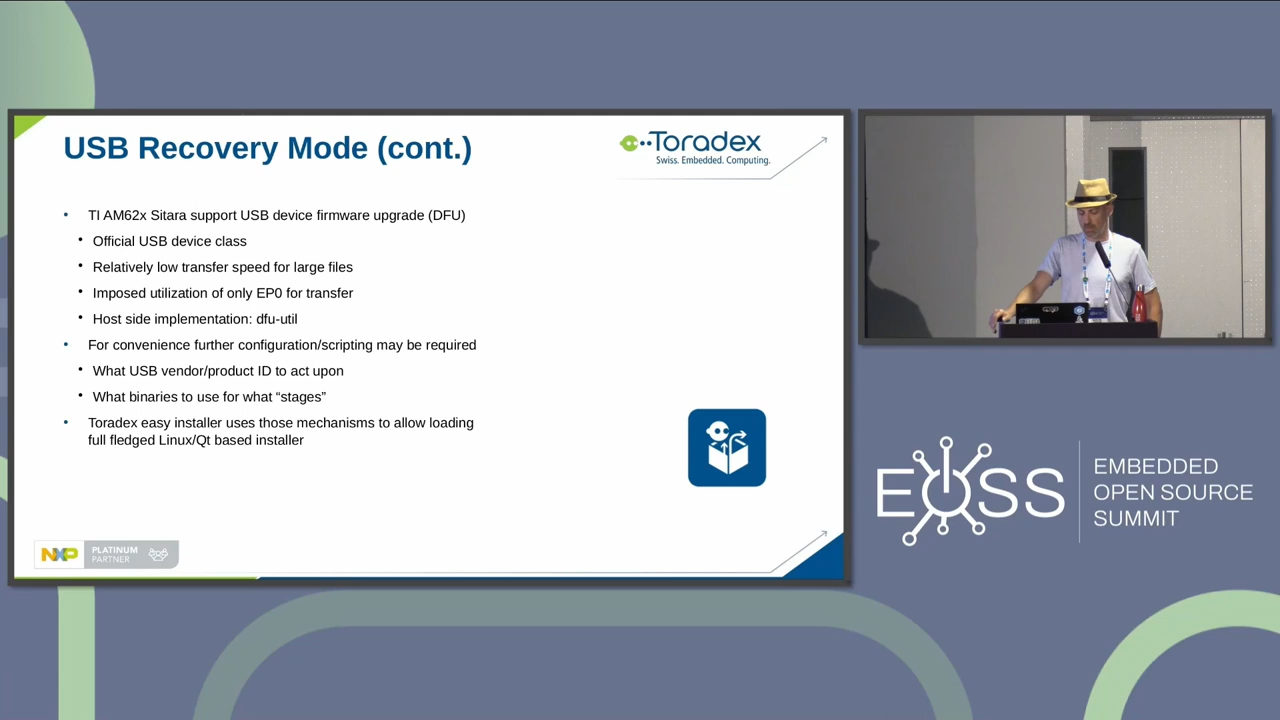 USB Recovery Mode (cont.)
Toradex
Swiss. Embedded. Computing.
• TI AM62x Sitara support USB device firmware upgrade (DFU)
• Official USB device class
• Relatively low transfer speed for large files
• Imposed utilization of only EP0 for transfer
• Host side implementation: dfu-util
• For convenience further configuration/scripting may be required
• What USB vendor/product ID to act upon
• What binaries to use for what “stages”
• Toradex easy installer uses those mechanisms to allow loading
full fledged Linux/Qt based installer
NXP
PLATINUM
PARTNER
EOSS
EMBEDDED
OPEN SOURCE
SUMMIT